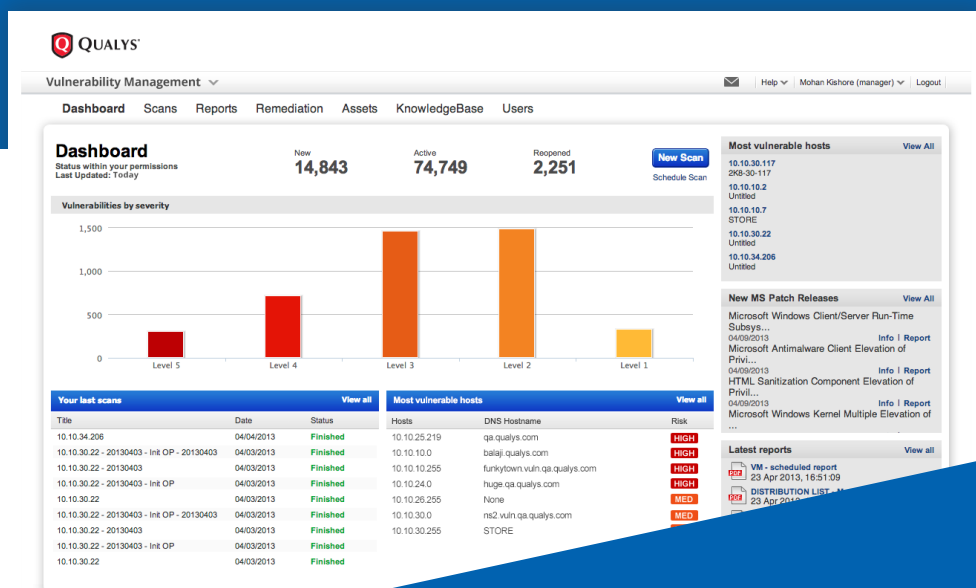 QUALYS
Vulnerability Management
Help Mohan Kishore (manager) Logout
Dashboard Scans Reports Remediation Assets KnowledgeBase Users
Dashboard
Status within your permissions
Last Updated: Today
New
14,843
Active
74,749
Reopened
2,251
New Scan
Schedule Scan
Vulnerabilities by severity
1,500
1,000
500
0
Level 5 Level 4 Level 3 Level 2 Level 1
Your last scans View all
Title Date Status
10.10.34.206 04/04/2013 Finished
10.10.30.22 - 20130403 - Init OP - 20130403 04/03/2013 Finished
10.10.30.22 - 20130403 04/03/2013 Finished
10.10.30.22 - 20130403 - Init OP 04/03/2013 Finished
10.10.30.22 04/03/2013 Finished
10.10.30.22 - 20130403 - Init OP - 20130403 04/03/2013 Finished
10.10.30.22 - 20130403 04/03/2013 Finished
10.10.30.22 - 20130403 - Init OP 04/03/2013 Finished
10.10.30.22 04/03/2013 Finished
Most vulnerable hosts View all
Hosts DNS Hostname Risk
10.10.25.219 qa.qualys.com HIGH
10.10.10.0 balaji.qualys.com HIGH
10.10.10.255 funkytown.vuln.qa.qualys.com HIGH
10.10.24.0 huge.qa.qualys.com HIGH
10.10.26.255 None MED
10.10.30.0 ns2.vuln.qa.qualys.com MED
10.10.30.255 STORE
Most vulnerable hosts View All
10.10.30.117
2K8-30-117
10.10.10.2
Untitled
10.10.10.7
STORE
10.10.30.22
Untitled
10.10.34.206
Untitled
New MS Patch Releases View All
Microsoft Windows Client/Server Run-Time
Subsys...
04/09/2013 Info | Report
Microsoft Antimalware Client Elevation of
Privi...
04/09/2013 Info | Report
HTML Sanitization Component Elevation of
Privil...
04/09/2013 Info | Report
Microsoft Windows Kernel Multiple Elevation of
...
Latest reports View all
PDF VM - scheduled report
23 Apr 2013, 16:51:09
PDF DISTRIBUTION LIST -
23 Apr